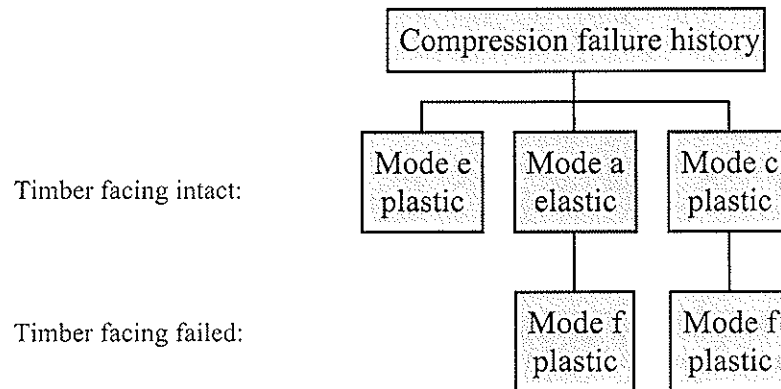 Compression failure history
Timber facing intact:
Mode e
plastic
Mode a
elastic
Mode c
plastic
Timber facing failed:
Mode f
plastic
Mode f
plastic